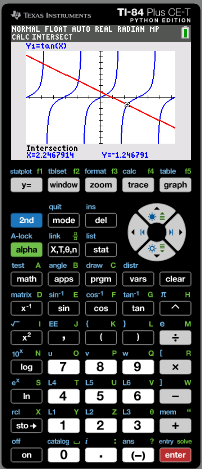 TEXAS INSTRUMENTS TI-84 Plus CE-T
PYTHON EDITION
NORMAL FLOAT AUTO REAL RADIAN MP
CALC INTERSECT
Y1=tan(X)
Intersection
X=2.2467914 Y=-1.246791
statplot f1 tblset f2 format f3 calc f4 table f5
y= window zoom trace graph
quit ins
2nd mode del
A-lock link list
alpha X,T,θ,n stat
test A angle B draw C distr
math apps prgm vars clear
matrix D sin⁻¹ E cos⁻¹ F tan⁻¹ G π H
x⁻¹ sin cos tan ^
√ I EE J { K } L e M
x² , ( ) ÷
10ˣ N u O v P w Q [ R
log 7 8 9 ×
eˣ S L4 T L5 U L6 V ] W
ln 4 5 6 −
rcl X L1 Y L2 Z L3 θ mem "
sto→ 1 2 3 +
off catalog i : ans ? entry solve
on 0 . (−) enter